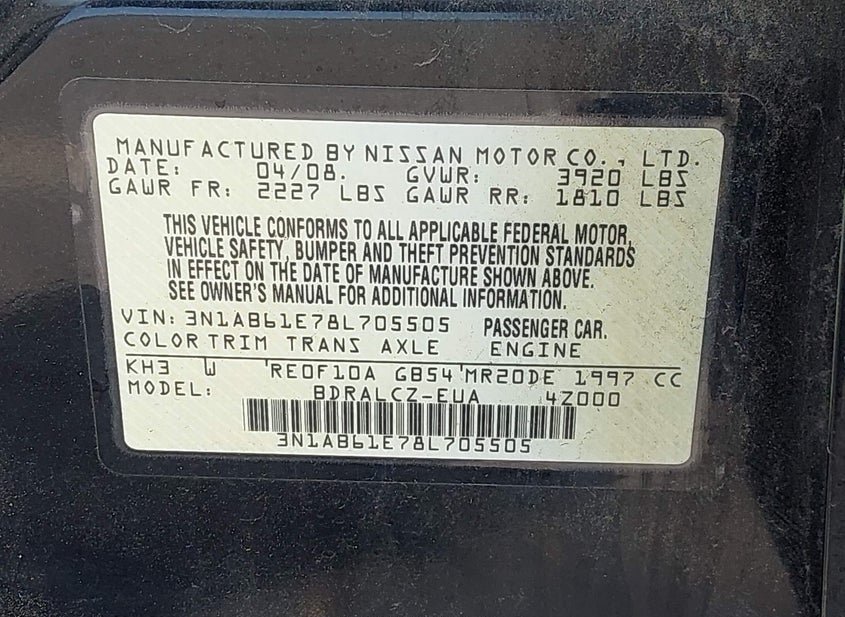 MANUFACTURED BY NISSAN MOTOR CO., LTD.
DATE: 04/08. GVWR: 3920 LBS
GAWR FR: 2227 LBS GAWR RR: 1810 LBS
THIS VEHICLE CONFORMS TO ALL APPLICABLE FEDERAL MOTOR
VEHICLE SAFETY, BUMPER AND THEFT PREVENTION STANDARDS
IN EFFECT ON THE DATE OF MANUFACTURE SHOWN ABOVE.
SEE OWNER'S MANUAL FOR ADDITIONAL INFORMATION.
VIN: 3N1AB61E78L705505 PASSENGER CAR.
COLOR TRIM TRANS AXLE ENGINE
KH3 W RE0F10A GB54 MR20DE 1997 CC
MODEL: BDRALCZ-EUA 4Z000
3N1AB61E78L705505